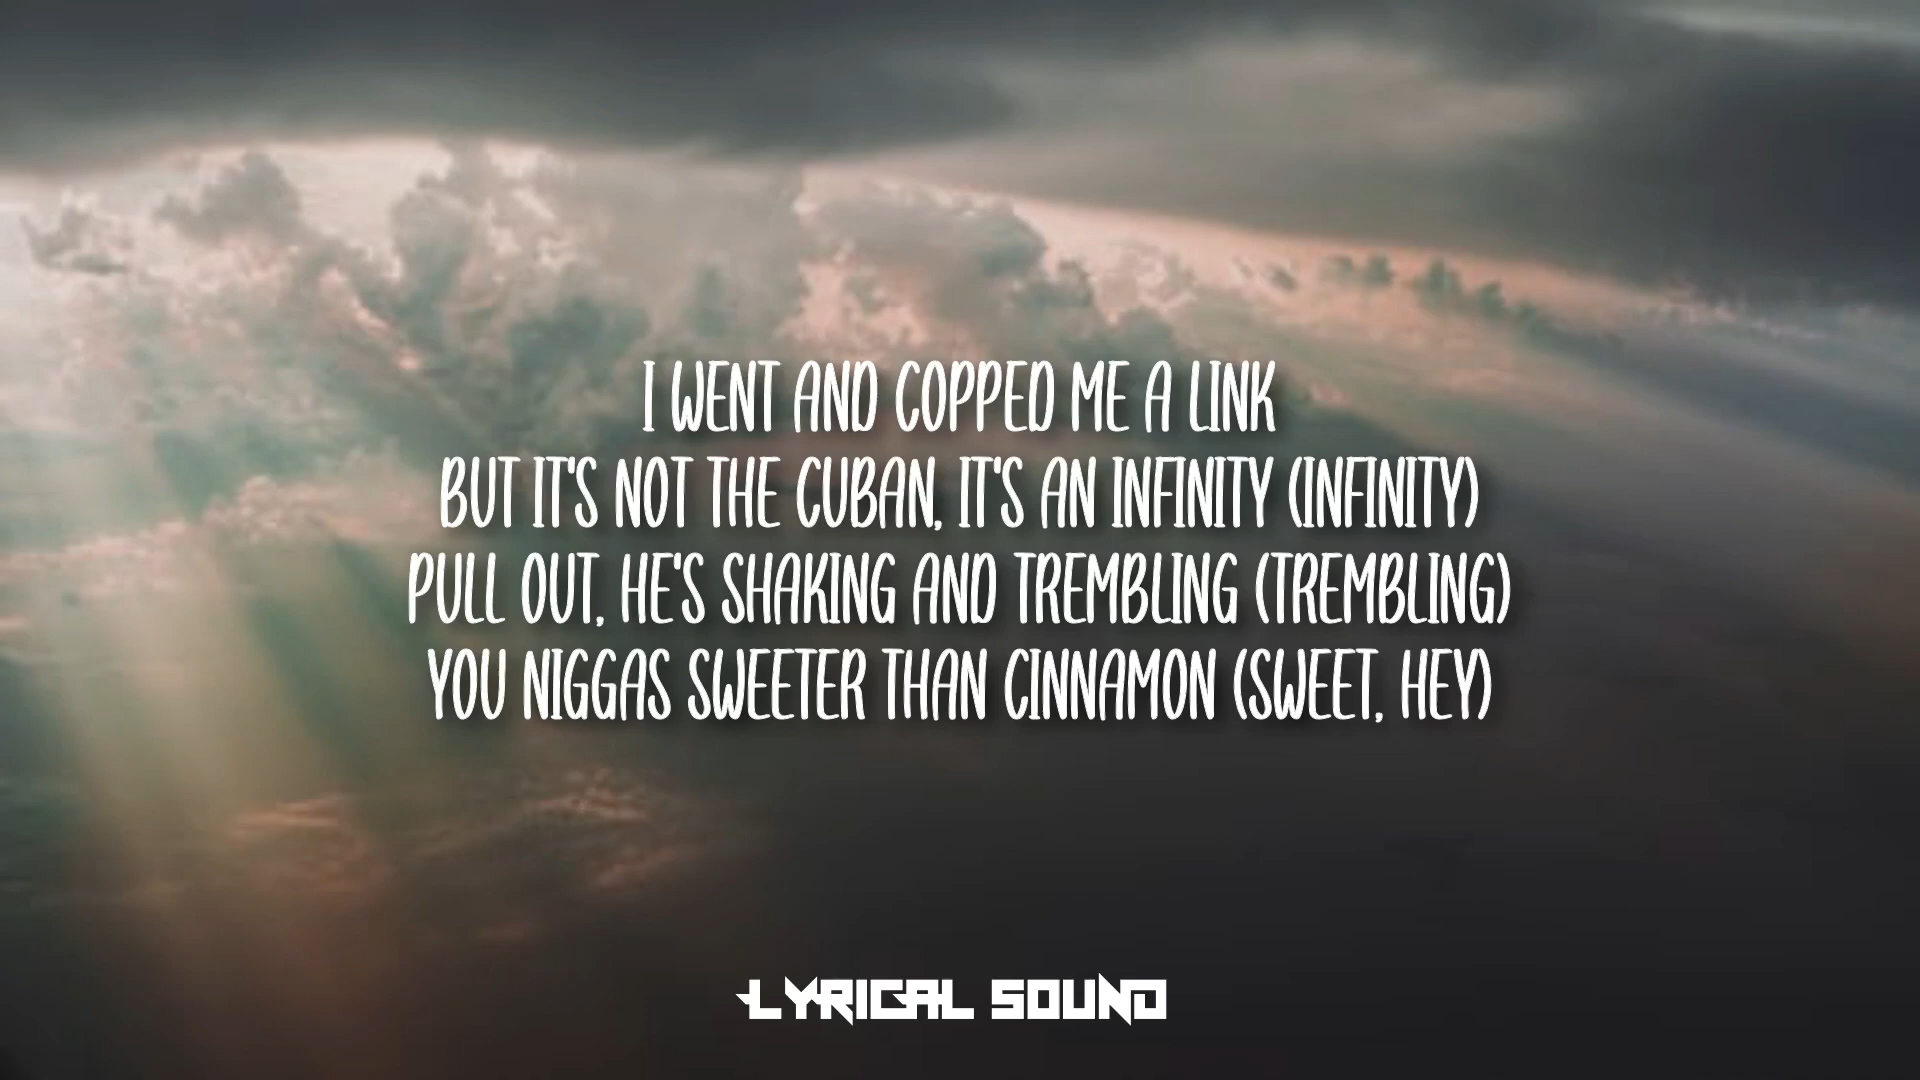 I WENT AND COPPED ME A LINK
BUT IT'S NOT THE CUBAN, IT'S AN INFINITY (INFINITY)
PULL OUT, HE'S SHAKING AND TREMBLING (TREMBLING)
YOU NIGGAS SWEETER THAN CINNAMON (SWEET, HEY)
LYRICAL SOUND